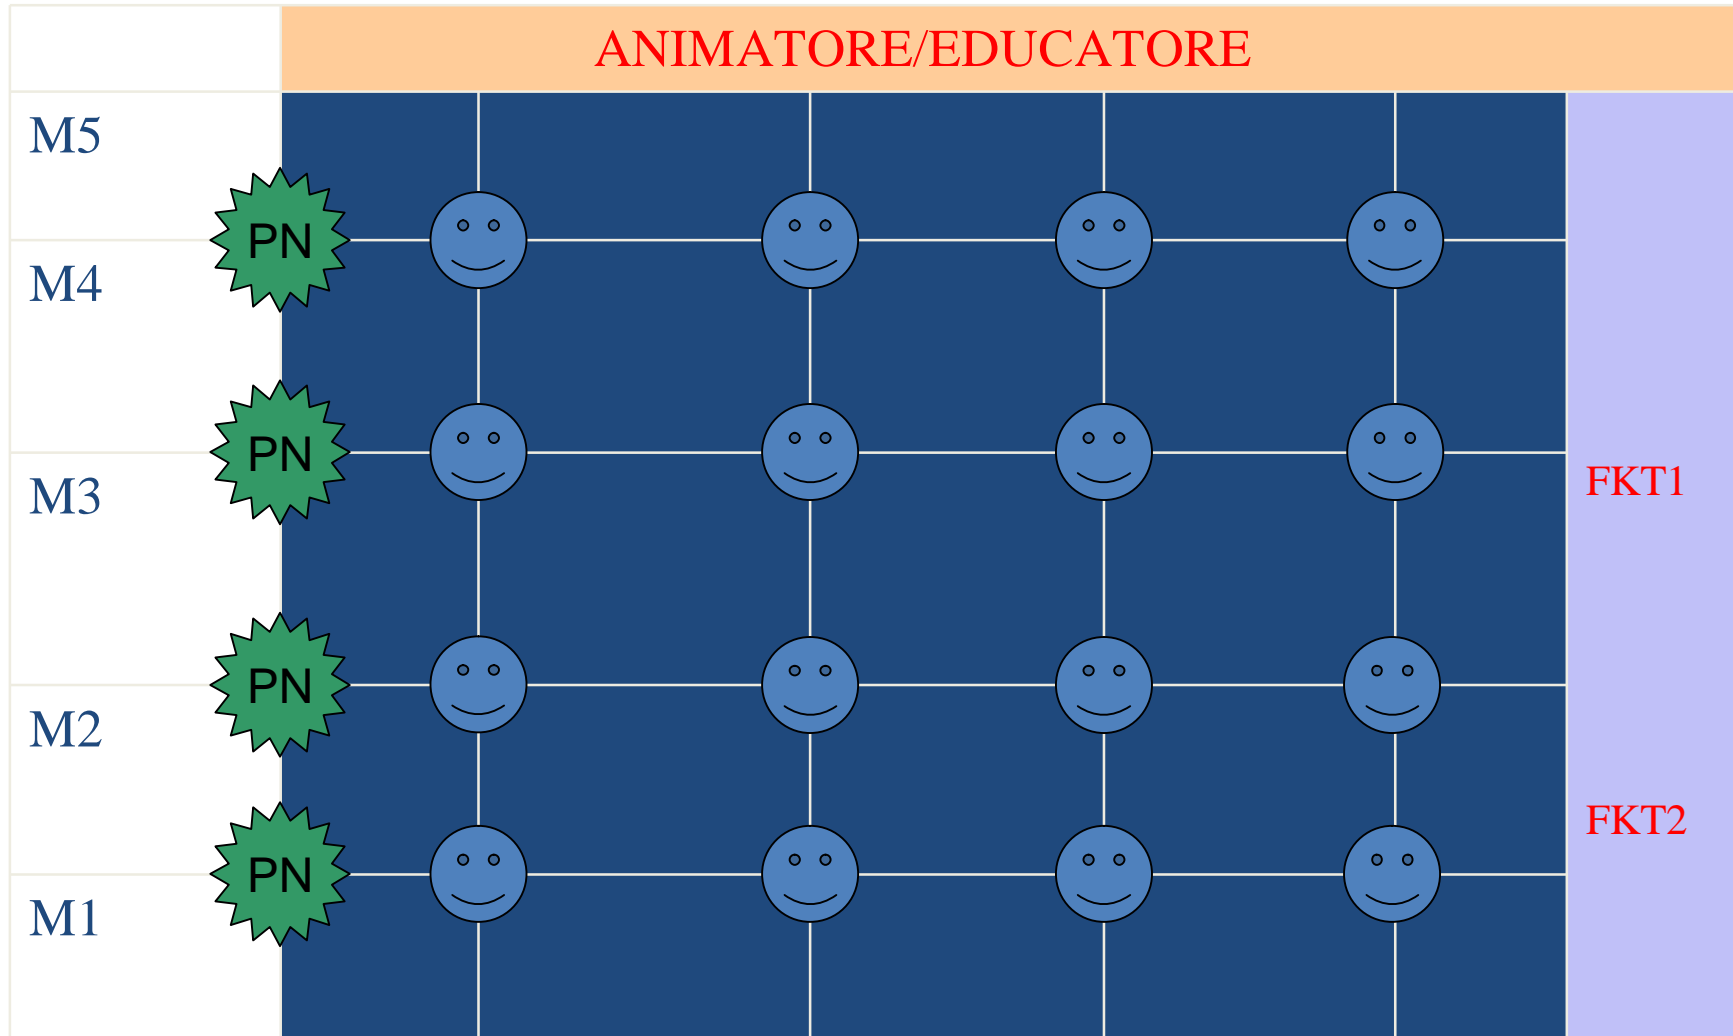 ANIMATORE/EDUCATORE
M5
PN
M4
PN
M3
FKT1
PN
M2
FKT2
PN
M1